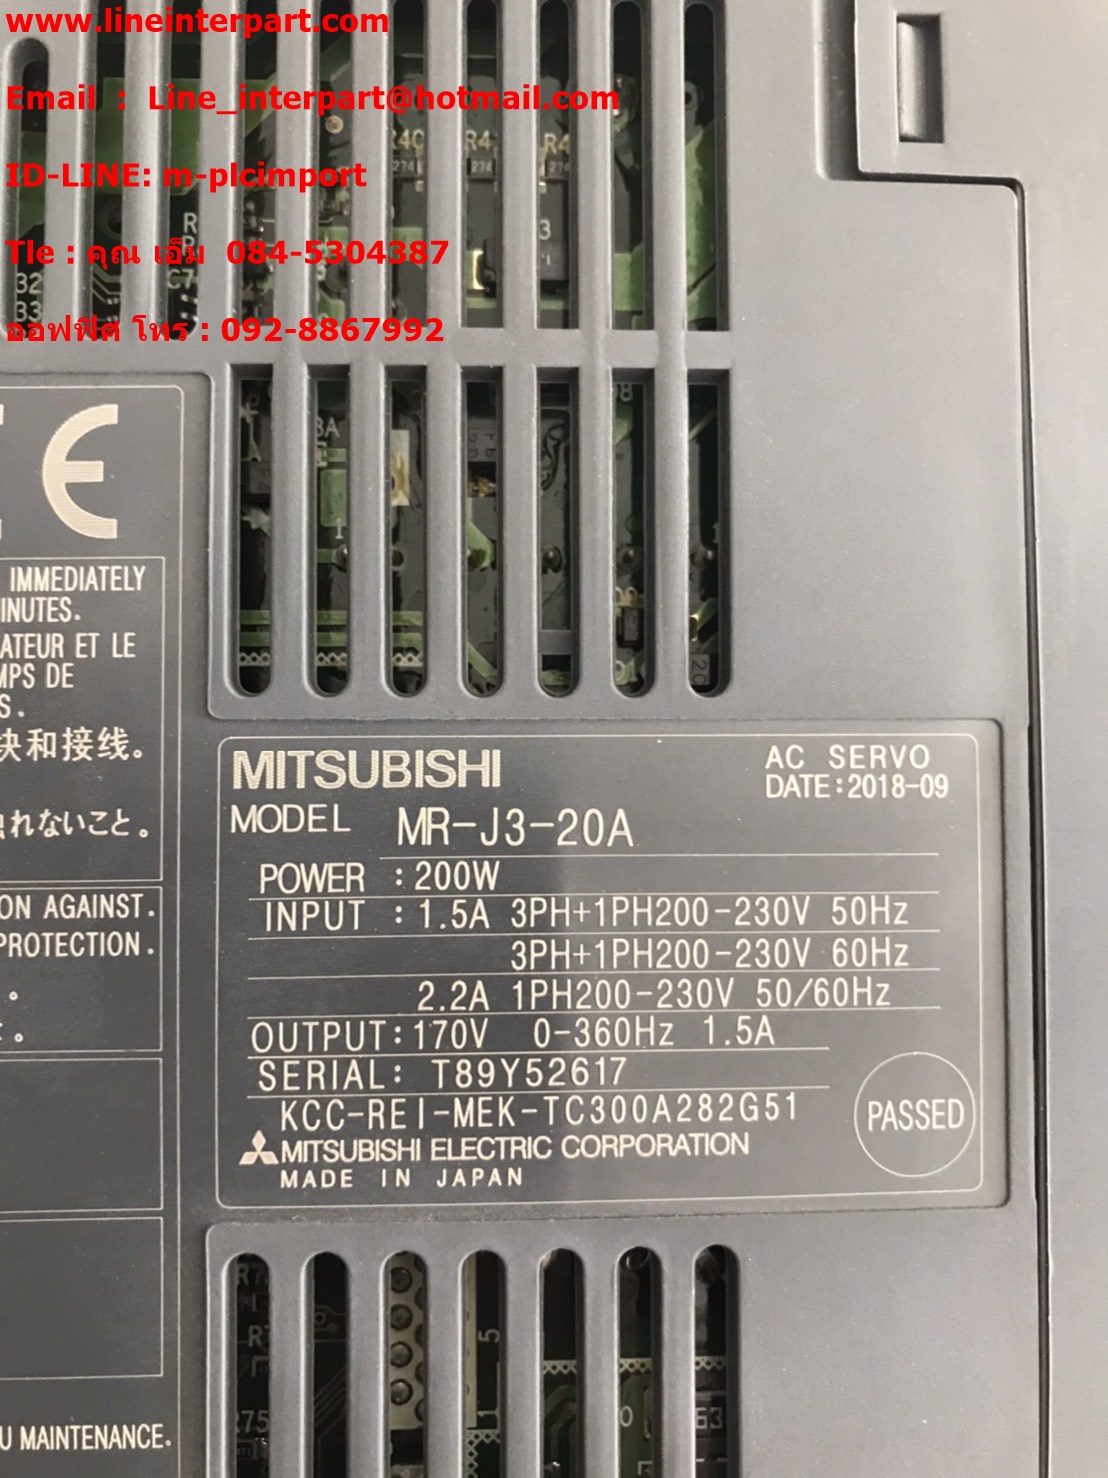 www.lineinterpart.com
Email : Line_interpart@hotmail.com
ID-LINE: m-plcimport
Tle : คุณ เอ็ม 084-5304387
ออฟฟิศ โทร : 092-8867992
CE
IMMEDIATELY
INUTES.
ATEUR ET LE
MPS DE
S.
块和接线。
れないこと。
ON AGAINST.
PROTECTION.
U MAINTENANCE.
MITSUBISHI
AC SERVO
DATE:2018-09
MODEL MR-J3-20A
POWER : 200W
INPUT : 1.5A 3PH+1PH200-230V 50Hz
3PH+1PH200-230V 60Hz
2.2A 1PH200-230V 50/60Hz
OUTPUT: 170V 0-360Hz 1.5A
SERIAL: T89Y52617
KCC-REI-MEK-TC300A282G51
MITSUBISHI ELECTRIC CORPORATION
MADE IN JAPAN
PASSED